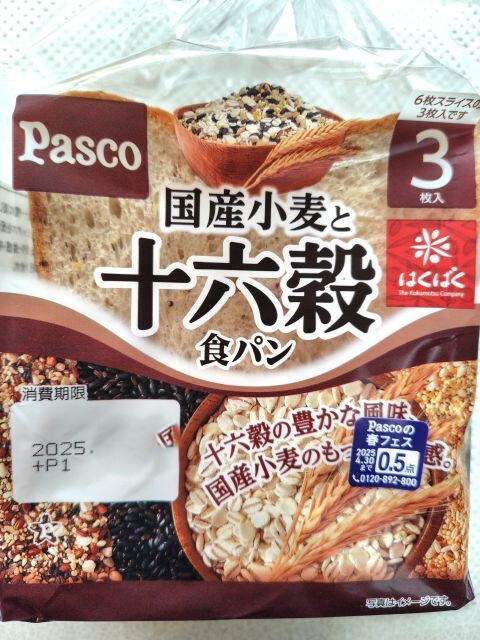 6枚スライスの
3枚入です
Pasco
3
枚入
国産小麦と
十六穀
食パン
はくばく
The Kokumotsu Company
消費期限
2025.
+P1
十六穀の豊かな風味
国産小麦のもっ
感。
Pascoの
春フェス
2025
4.30
まで
0.5点
0120-892-800
写真はイメージです。